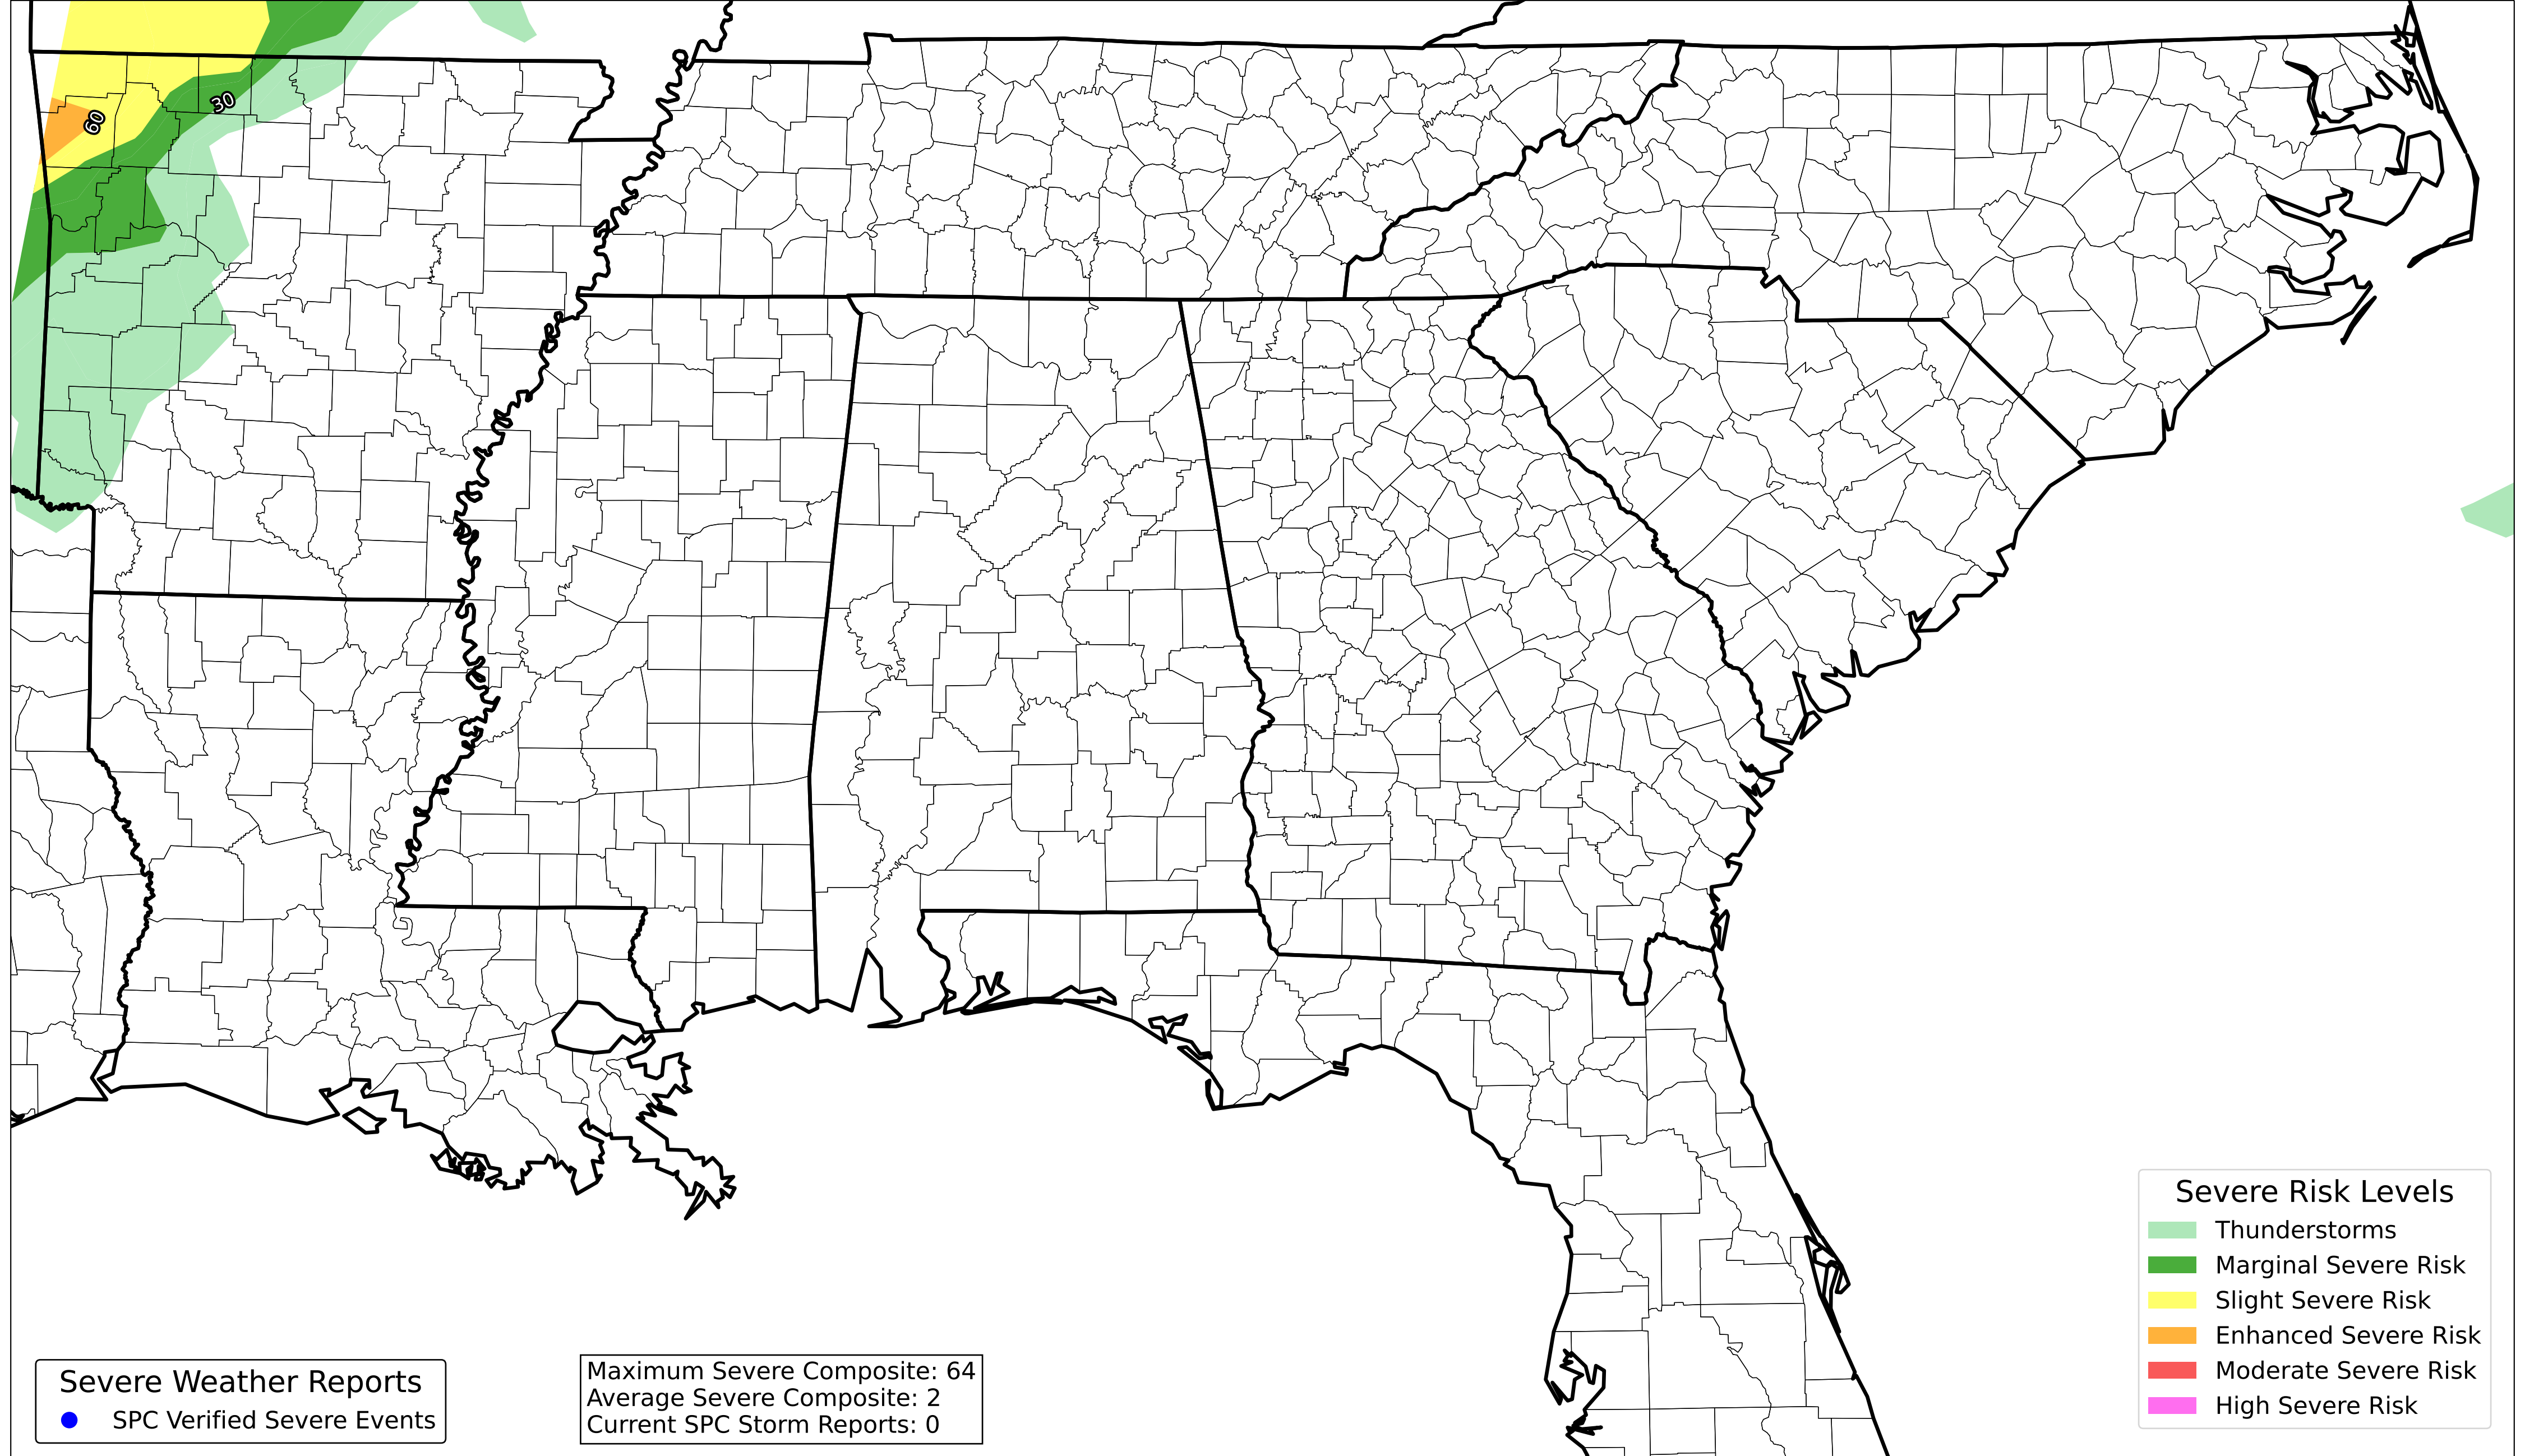 30
60
Severe Risk Levels
Thunderstorms
Marginal Severe Risk
Slight Severe Risk
Enhanced Severe Risk
Moderate Severe Risk
High Severe Risk
Severe Weather Reports
SPC Verified Severe Events
Maximum Severe Composite: 64
Average Severe Composite: 2
Current SPC Storm Reports: 0